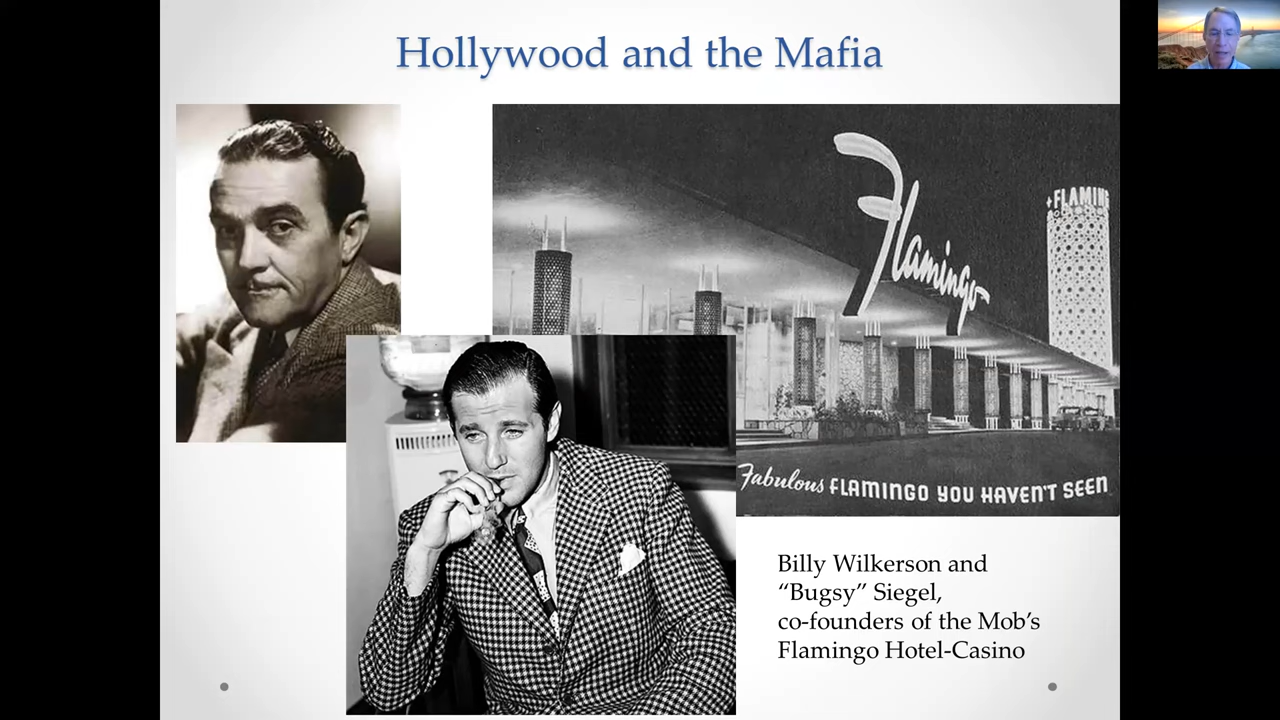 Hollywood and the Mafia
Flamingo
+FLAMING
Fabulous FLAMINGO YOU HAVEN'T SEEN
Billy Wilkerson and
“Bugsy” Siegel,
co-founders of the Mob’s
Flamingo Hotel-Casino